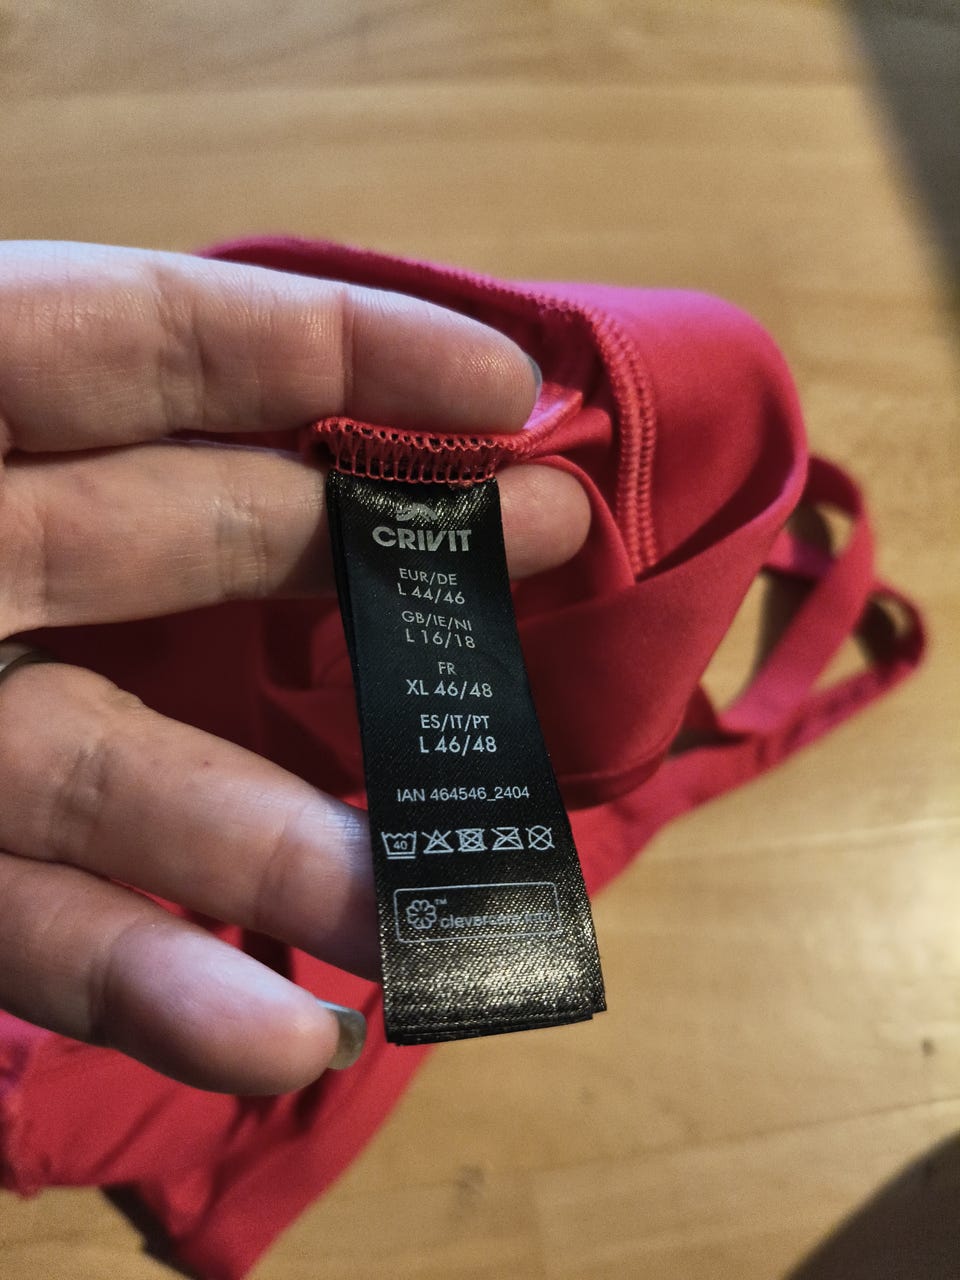 CRIVIT
EUR/DE
L 44/46
GB/IE/NI
L 16/18
FR
XL 46/48
ES/IT/PT
L 46/48
IAN 464546_2404
40
™
clevercare.info